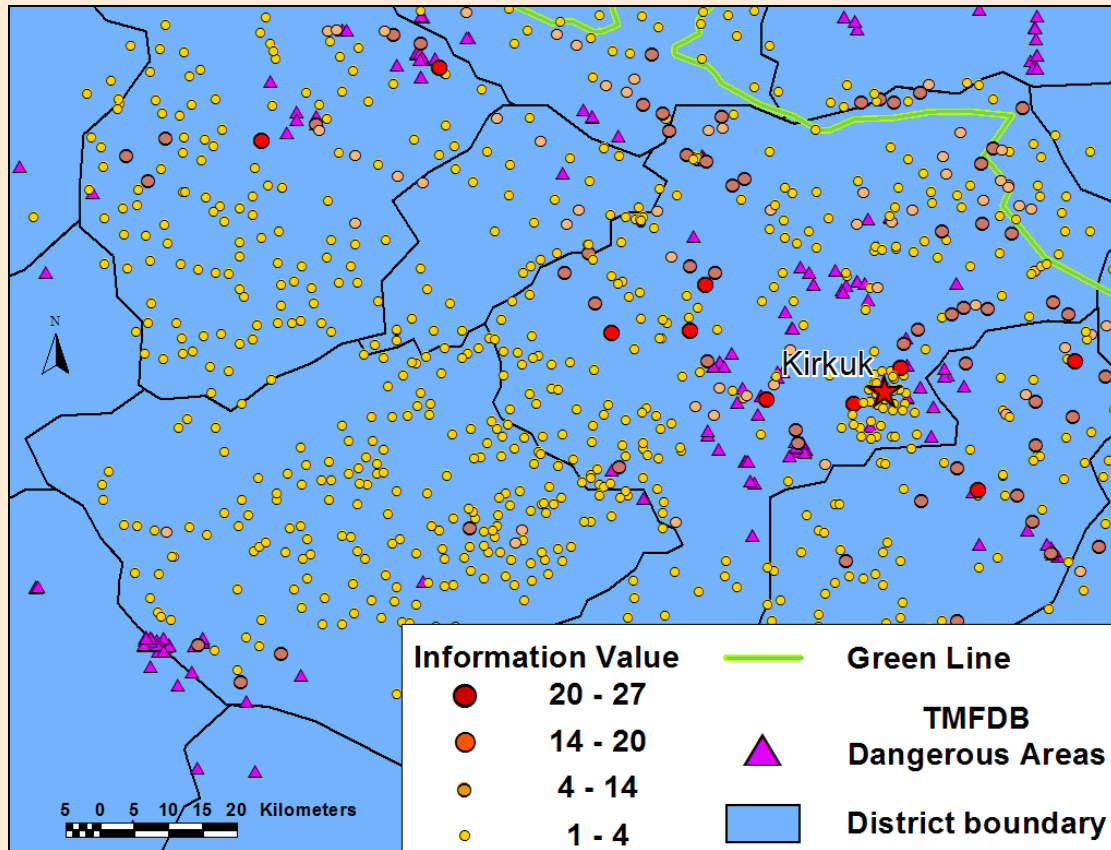 N
Kirkuk
Information Value
20 - 27
14 - 20
4 - 14
1 - 4
Green Line
TMFDB
Dangerous Areas
District boundary
5 0 5 10 15 20 Kilometers